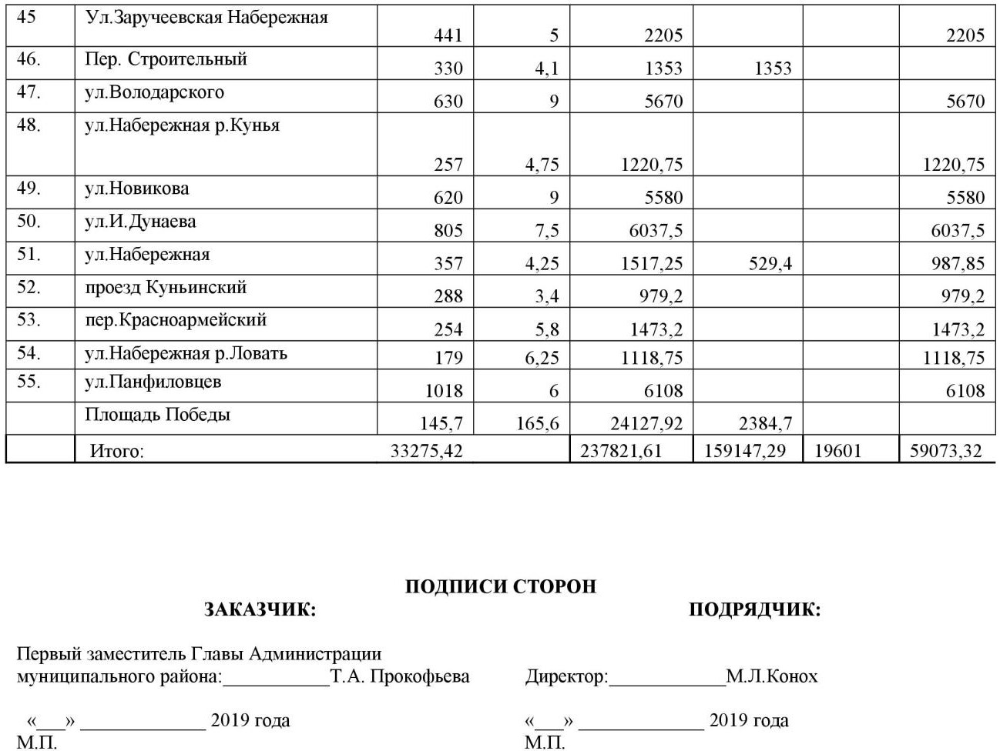 45 Ул.Заручеевская Набережная 441 5 2205 2205
46. Пер. Строительный 330 4,1 1353 1353
47. ул.Володарского 630 9 5670 5670
48. ул.Набережная р.Кунья 257 4,75 1220,75 1220,75
49. ул.Новикова 620 9 5580 5580
50. ул.И.Дунаева 805 7,5 6037,5 6037,5
51. ул.Набережная 357 4,25 1517,25 529,4 987,85
52. проезд Куньинский 288 3,4 979,2 979,2
53. пер.Красноармейский 254 5,8 1473,2 1473,2
54. ул.Набережная р.Ловать 179 6,25 1118,75 1118,75
55. ул.Панфиловцев 1018 6 6108 6108
Площадь Победы 145,7 165,6 24127,92 2384,7
Итого: 33275,42 237821,61 159147,29 19601 59073,32
ПОДПИСИ СТОРОН
ЗАКАЗЧИК: ПОДРЯДЧИК:
Первый заместитель Главы Администрации
муниципального района:___________Т.А. Прокофьева Директор:____________М.Л.Конох
«___» _____________ 2019 года «___» _____________ 2019 года
М.П. М.П.